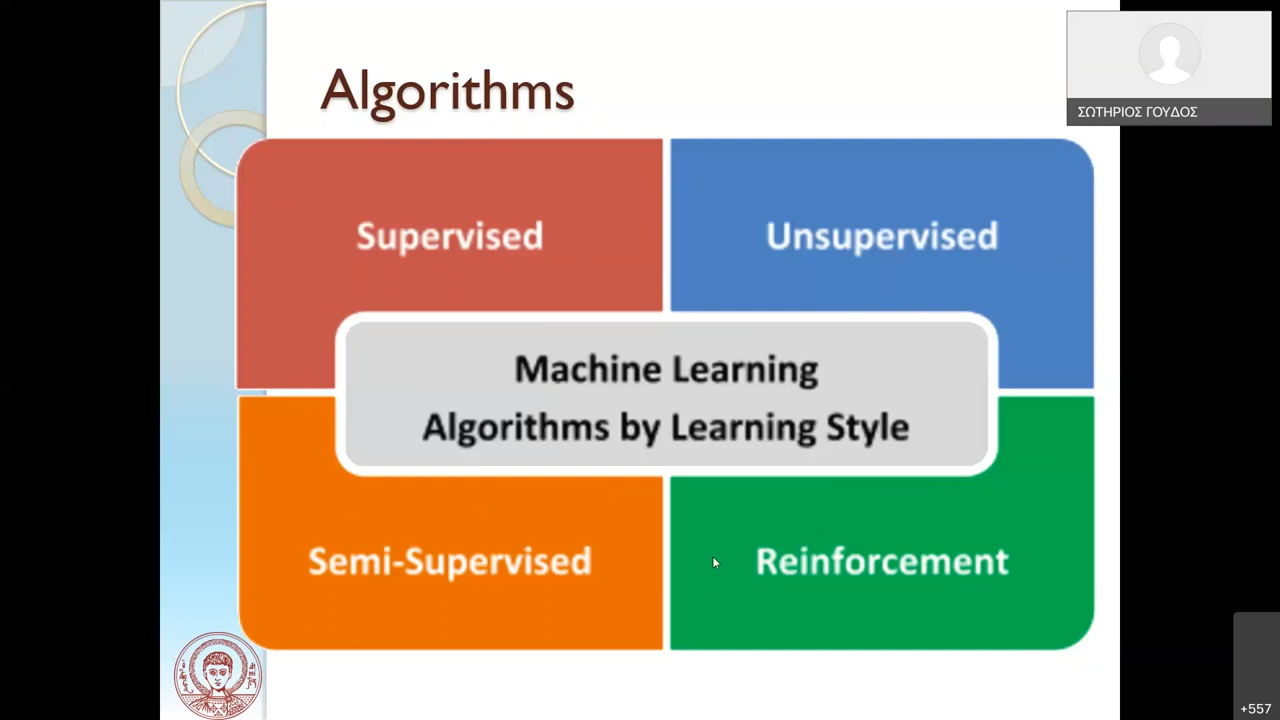 Algorithms
ΣΩΤΗΡΙΟΣ ΓΟΥΔΟΣ
Supervised
Unsupervised
Machine Learning
Algorithms by Learning Style
Semi-Supervised
Reinforcement
+557